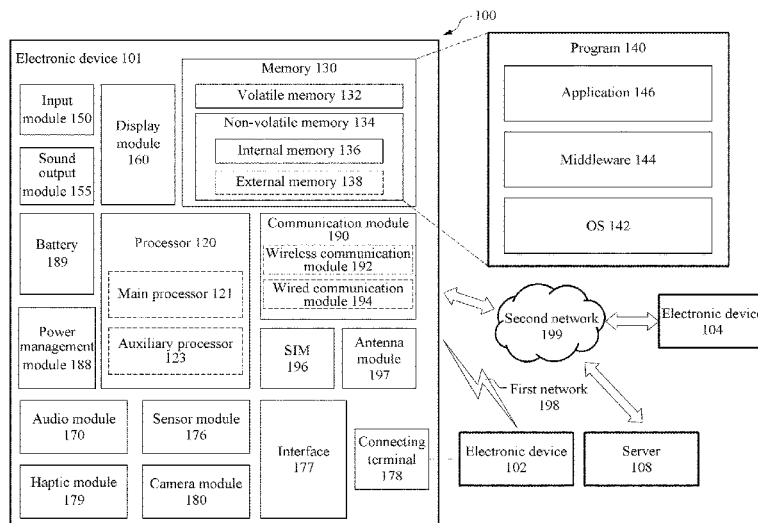 100
Electronic device 101
Input
module 150
Sound
output
module 155
Display
module
160
Memory 130
Volatile memory 132
Non-volatile memory 134
Internal memory 136
External memory 138
Program 140
Application 146
Middleware 144
OS 142
Battery
189
Power
management
module 188
Processor 120
Main processor 121
Auxiliary processor
123
Communication module
190
Wireless communication
module 192
Wired communication
module 194
SIM
196
Antenna
module
197
Second network
199
Electronic device
104
First network
198
Audio module
170
Sensor module
176
Interface
177
Connecting
terminal
178
Haptic module
179
Camera module
180
Electronic device
102
Server
108